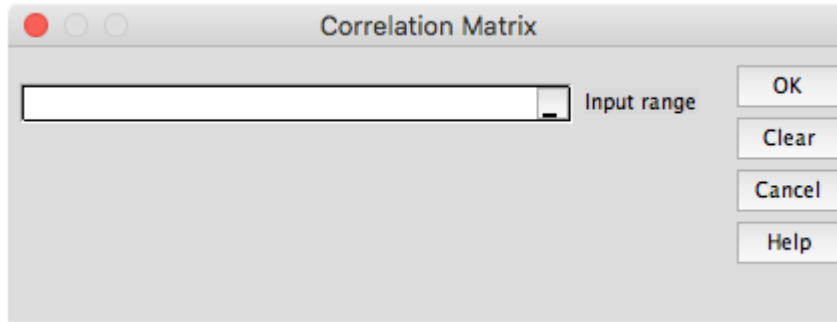 Correlation Matrix
Input range
OK
Clear
Cancel
Help